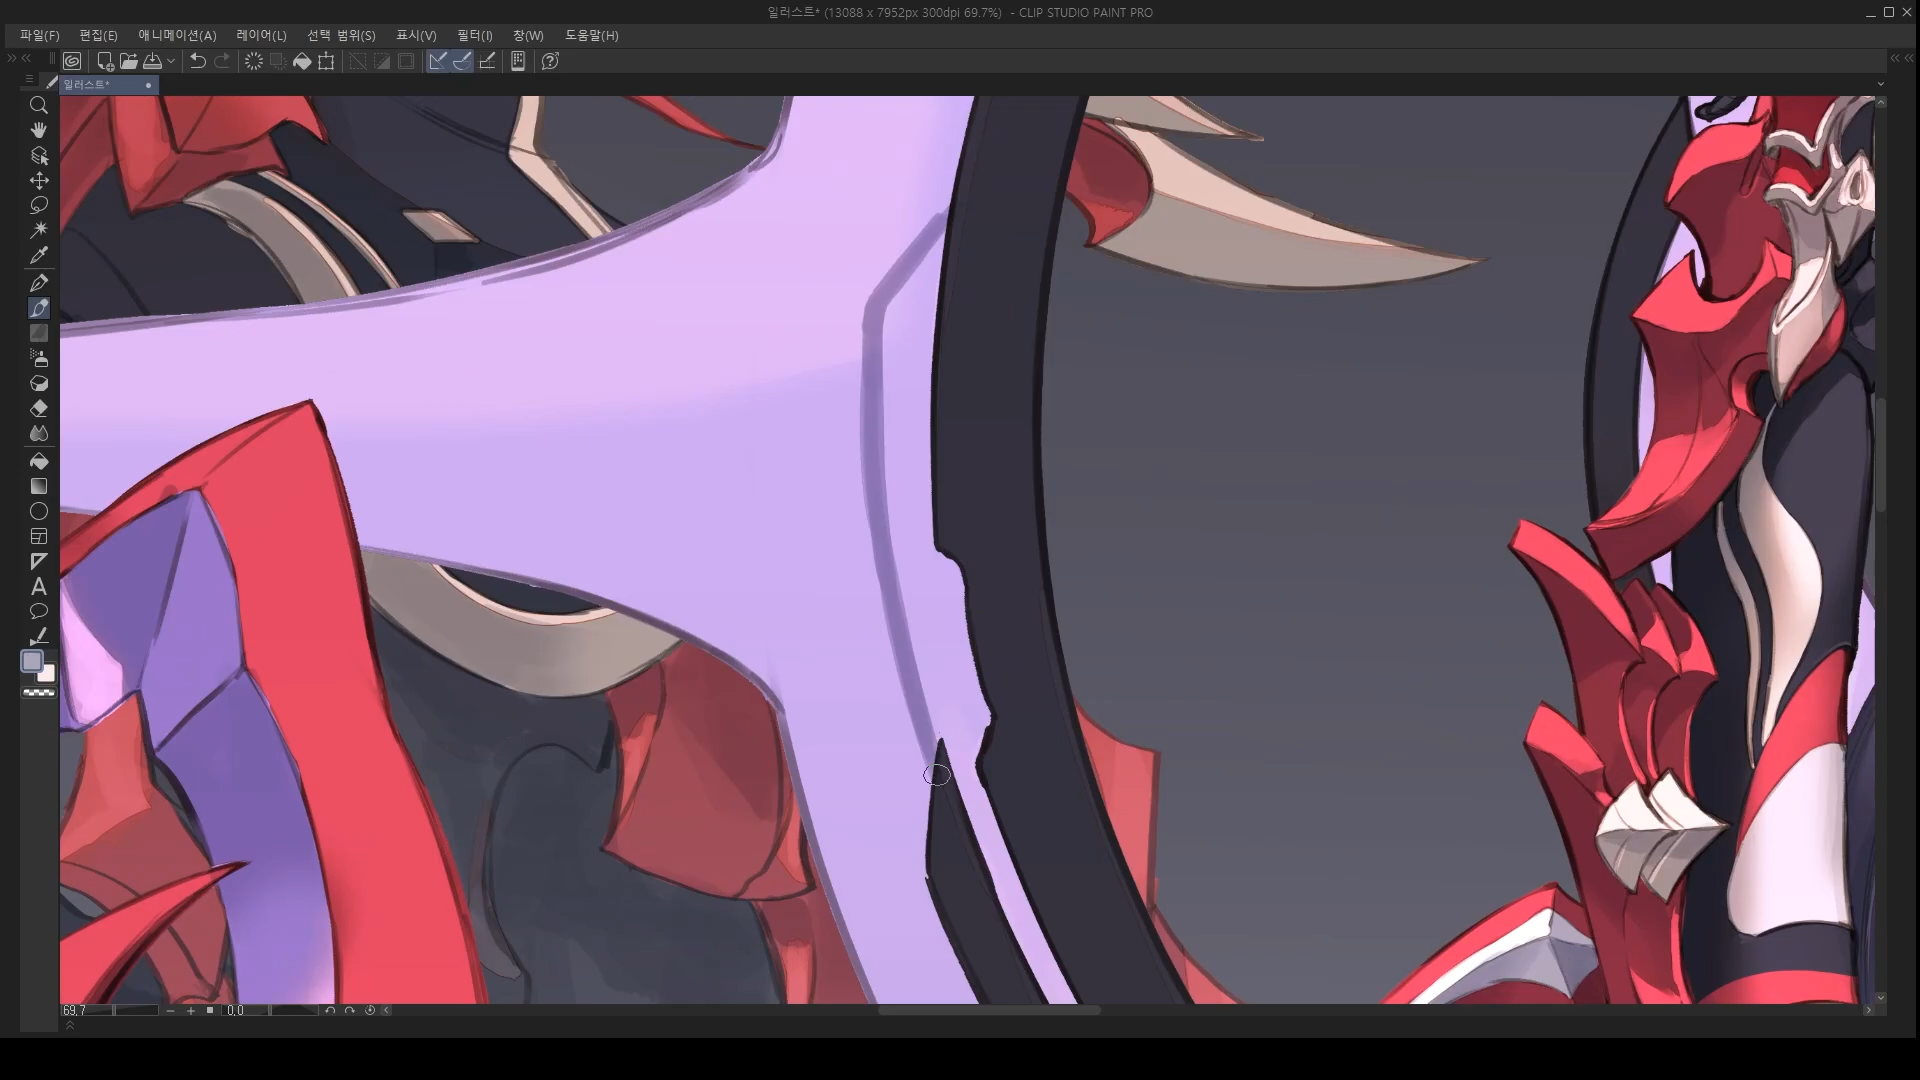 일러스트* (13088 x 7952px 300dpi 69.7%) - CLIP STUDIO PAINT PRO
파일(F) 편집(E) 애니메이션(A) 레이어(L) 선택 범위(S) 표시(V) 필터(I) 창(W) 도움말(H)
일러스트*
69.7 0.0